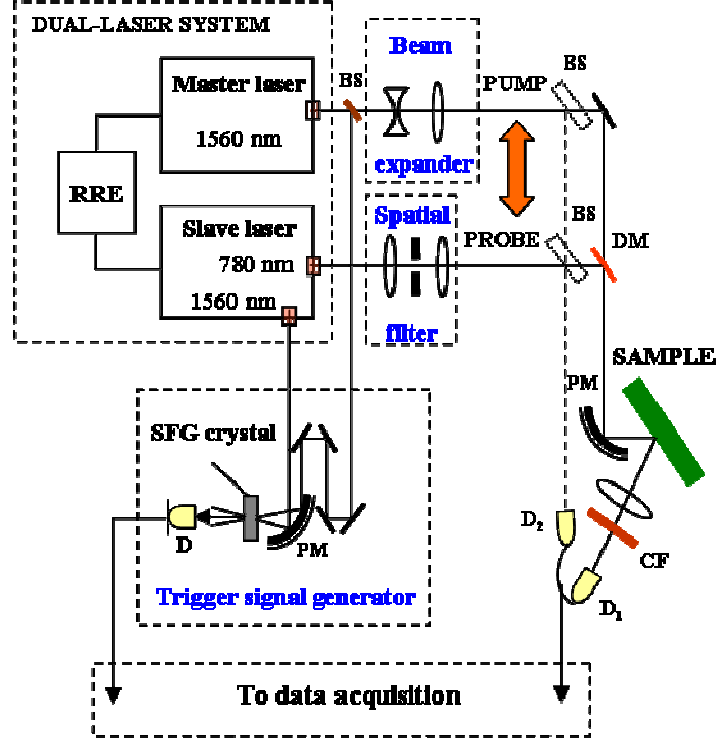 DUAL-LASER SYSTEM
Master laser
1560 nm
RRE
Slave laser
780 nm
1560 nm
BS
Beam
expander
PUMP
BS
Spatial
filter
PROBE
BS
DM
SAMPLE
PM
SFG crystal
D
PM
Trigger signal generator
D2
CF
D1
To data acquisition